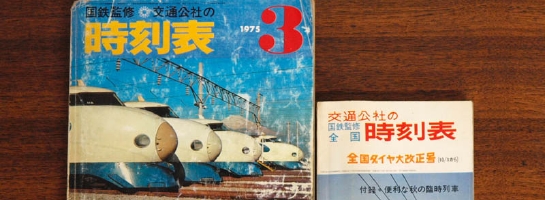 国鉄監修 交通公社の
時刻表
1975
3
交通公社の
国鉄監修
全国
時刻表
全国ダイヤ大改正号
付録・便利な秋の臨時列車